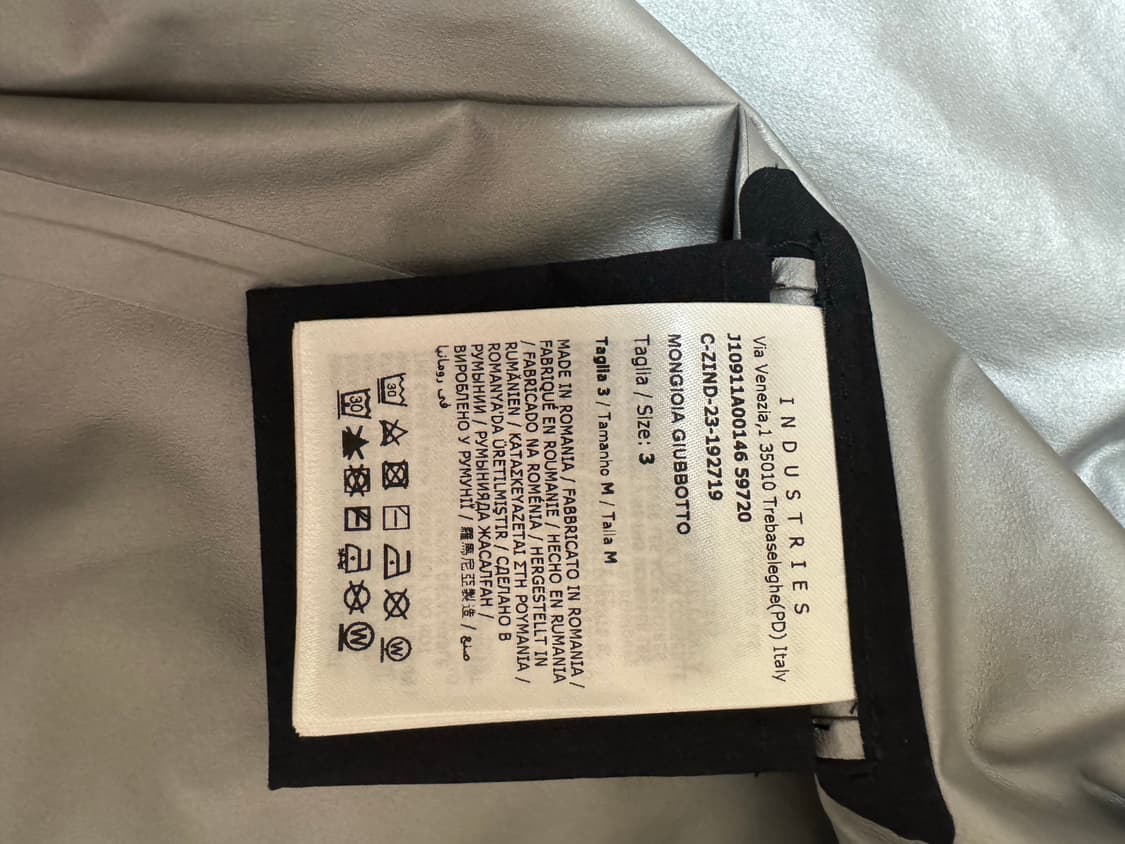 INDUSTRIES
Via Venezia,1 35010 Trebaseleghe(PD) Italy
J10911A00146 59720
C-ZIND-23-192719
MONGIOIA GIUBBOTTO
Taglia / Size: 3
Taglia 3 / Tamanho M / Talla M
MADE IN ROMANIA / FABBRICATO IN ROMANIA /
FABRIQUÉ EN ROUMANIE / HECHO EN RUMANIA
/ FABRICADO NA ROMÉNIA / HERGESTELLT IN
RUMÄNIEN / ΚΑΤΑΣΚΕΥΑΖΕΤΑΙ ΣΤΗ ΡΟΥΜΑΝΙΑ /
ROMANYA'DA ÜRETILMIŞTIR / СДЕЛАНО В
РУМЫНИИ / РУМЫНИЯДА ЖАСАЛҒАН /
ВИРОБЛЕНО У РУМУНІЇ / 羅馬尼亞製造 / صنع
في رومانيا
30 W
30 W